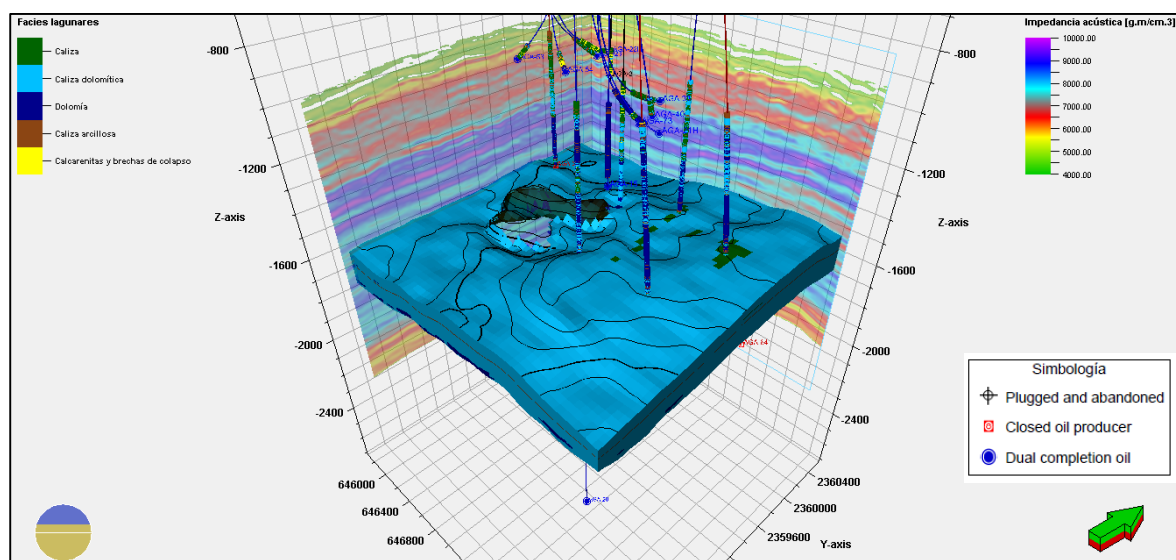 Facies lagunares
Caliza
Caliza dolomítica
Dolomía
Caliza arcillosa
Calcarenitas y brechas de colapso
Impedancia acústica [g.m/cm.3]
10000.00
9000.00
8000.00
7000.00
6000.00
5000.00
4000.00
-800
-1200
Z-axis
-1600
-2000
-2400
-800
-1200
Z-axis
-1600
-2000
-2400
646000
646400
646800
2360400
2360000
2359600
Y-axis
Simbología
Plugged and abandoned
Closed oil producer
Dual completion oil